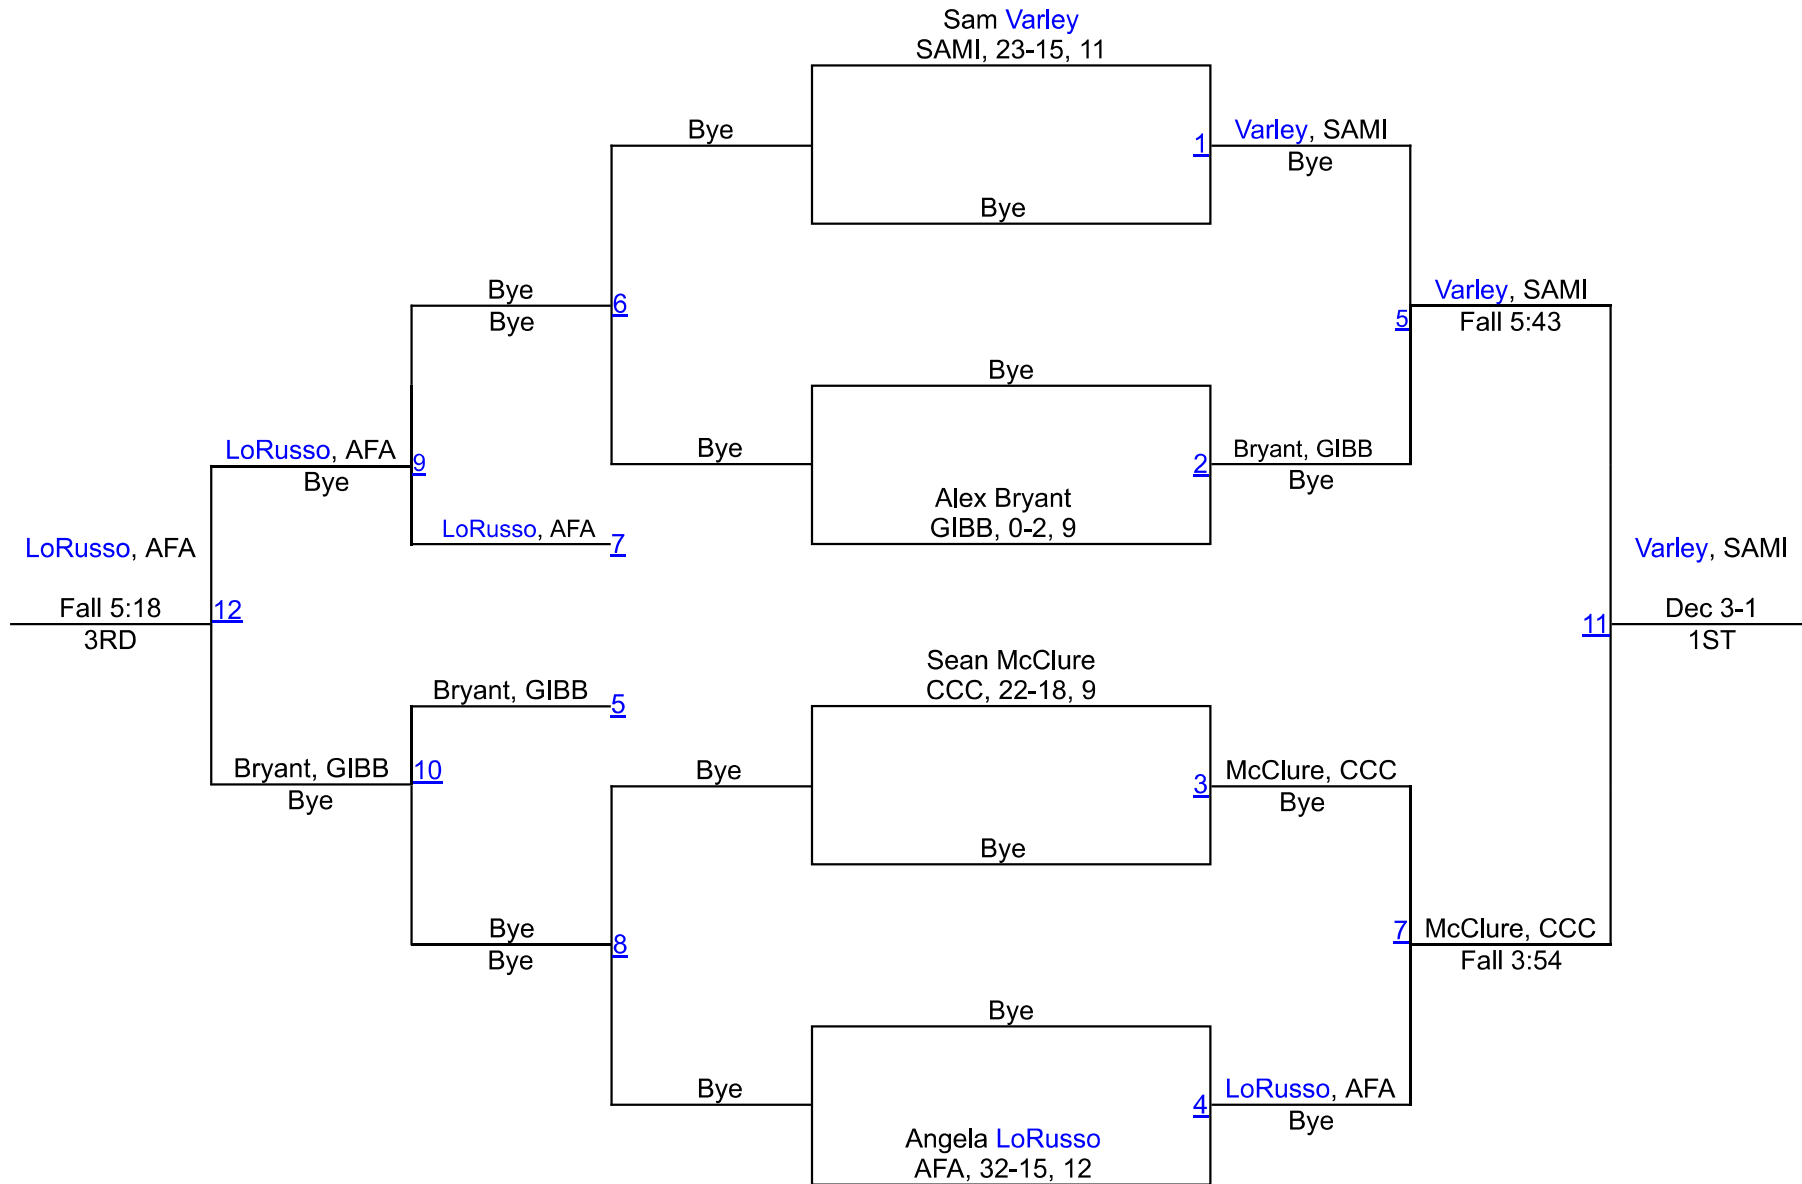 Sam Varley
SAMI, 23-15, 11
Bye
1
Varley, SAMI
Bye
Bye
Bye
Bye
6
Varley, SAMI
5
Fall 5:43
Bye
LoRusso, AFA
9
Bye
Bye
2
Bryant, GIBB
Bye
Alex Bryant
GIBB, 0-2, 9
LoRusso, AFA
7
LoRusso, AFA
Fall 5:18
12
3RD
Varley, SAMI
11
Dec 3-1
1ST
Sean McClure
CCC, 22-18, 9
Bryant, GIBB
5
Bryant, GIBB
10
Bye
Bye
3
McClure, CCC
Bye
Bye
Bye
8
Bye
7
McClure, CCC
Fall 3:54
Bye
Bye
4
LoRusso, AFA
Bye
Angela LoRusso
AFA, 32-15, 12